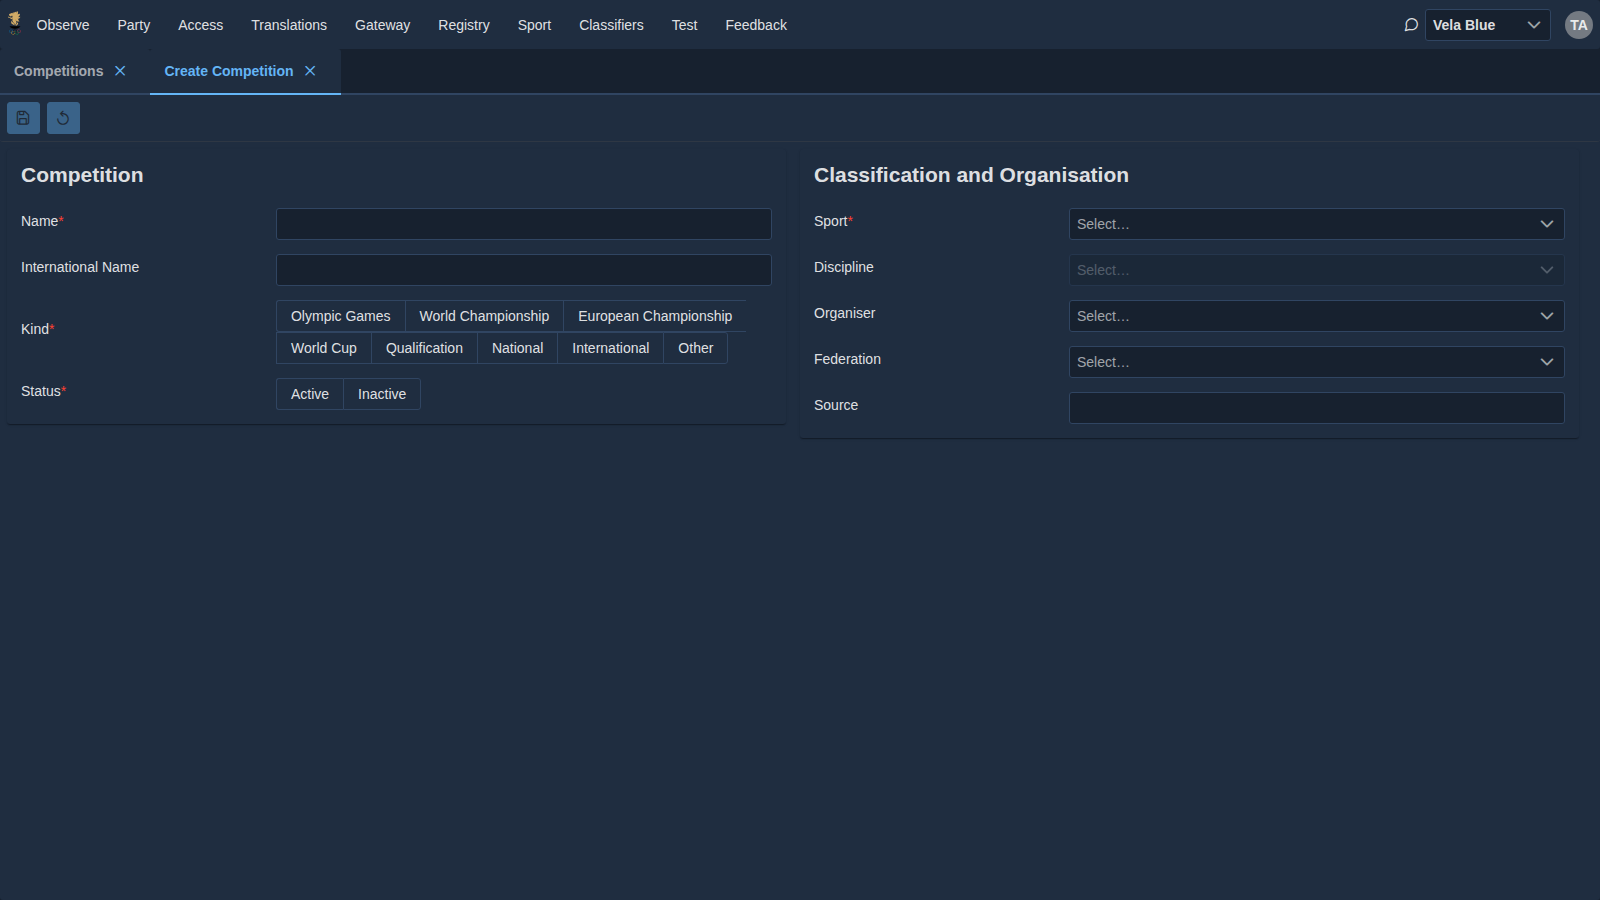 Observe Party Access Translations Gateway Registry Sport Classifiers Test Feedback Vela Blue TA
Competitions Create Competition
Competition
Name*
International Name
Kind*
Olympic Games World Championship European Championship
World Cup Qualification National International Other
Status*
Active Inactive
Classification and Organisation
Sport* Select...
Discipline Select...
Organiser Select...
Federation Select...
Source